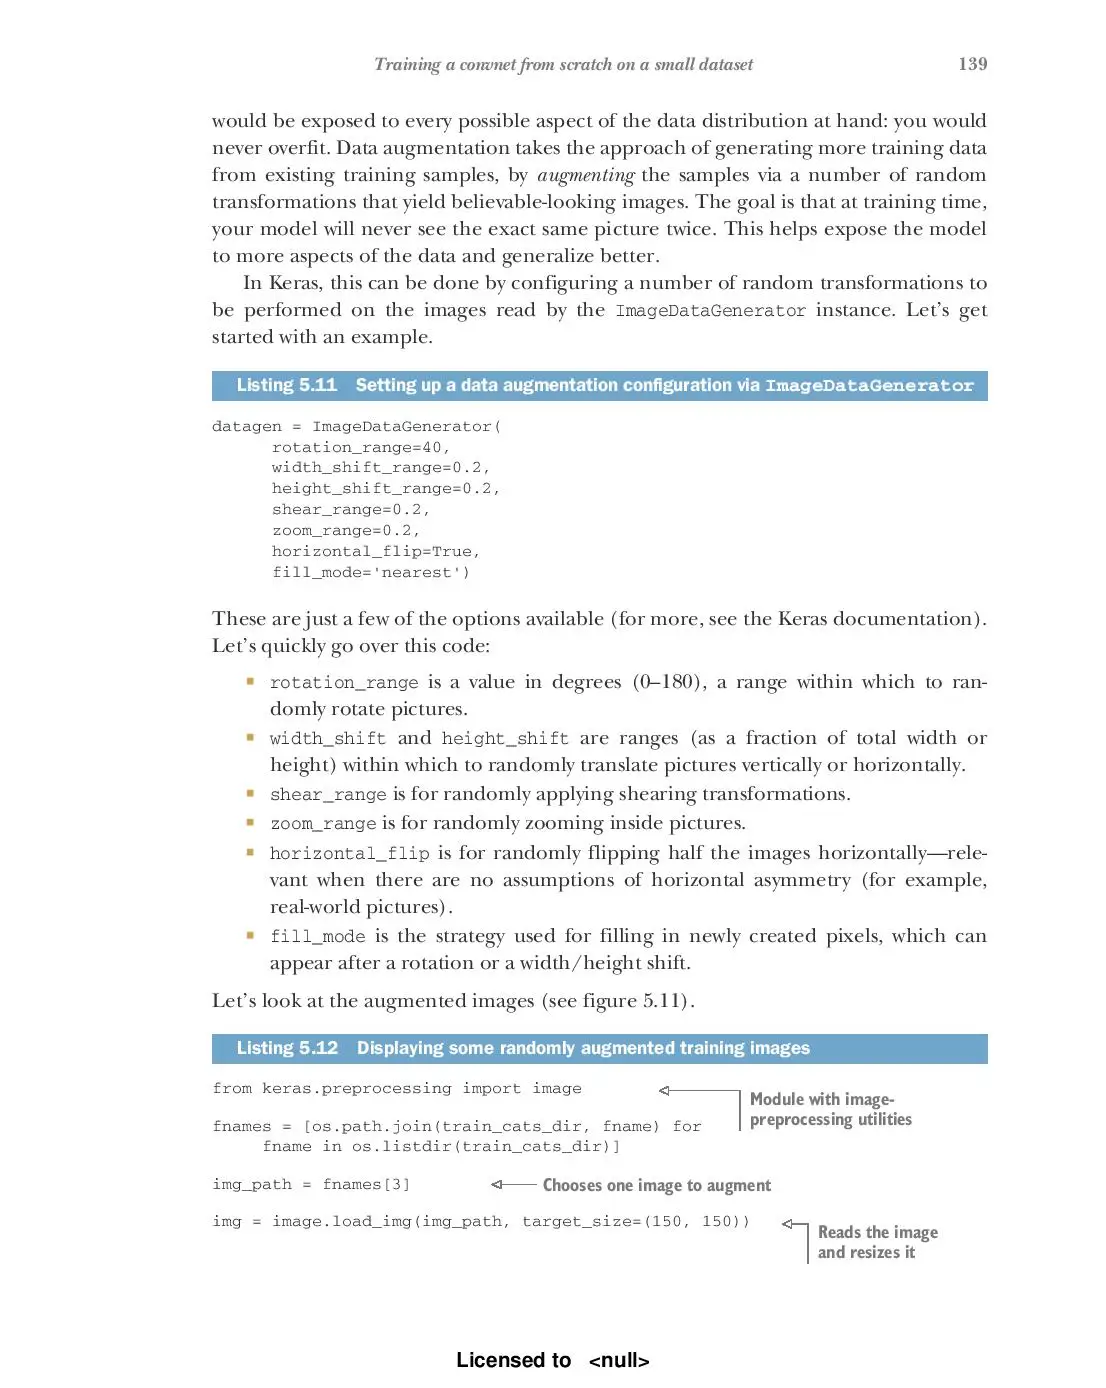 Training a convnet from scratch on a small dataset 139
would be exposed to every possible aspect of the data distribution at hand: you would
never overfit. Data augmentation takes the approach of generating more training data
from existing training samples, by augmenting the samples via a number of random
transformations that yield believable-looking images. The goal is that at training time,
your model will never see the exact same picture twice. This helps expose the model
to more aspects of the data and generalize better.
In Keras, this can be done by configuring a number of random transformations to
be performed on the images read by the ImageDataGenerator instance. Let's get
started with an example.
Listing 5.11 Setting up a data augmentation configuration via ImageDataGenerator
datagen = ImageDataGenerator(
rotation_range=40,
width_shift_range=0.2,
height_shift_range=0.2,
shear_range=0.2,
zoom_range=0.2,
horizontal_flip=True,
fill_mode='nearest')
These are just a few of the options available (for more, see the Keras documentation).
Let's quickly go over this code:
■ rotation_range is a value in degrees (0–180), a range within which to ran-
domly rotate pictures.
■ width_shift and height_shift are ranges (as a fraction of total width or
height) within which to randomly translate pictures vertically or horizontally.
■ shear_range is for randomly applying shearing transformations.
■ zoom_range is for randomly zooming inside pictures.
■ horizontal_flip is for randomly flipping half the images horizontally—rele-
vant when there are no assumptions of horizontal asymmetry (for example,
real-world pictures).
■ fill_mode is the strategy used for filling in newly created pixels, which can
appear after a rotation or a width/height shift.
Let's look at the augmented images (see figure 5.11).
Listing 5.12 Displaying some randomly augmented training images
from keras.preprocessing import image
Module with image-
preprocessing utilities
fnames = [os.path.join(train_cats_dir, fname) for
fname in os.listdir(train_cats_dir)]
img_path = fnames[3]
Chooses one image to augment
img = image.load_img(img_path, target_size=(150, 150))
Reads the image
and resizes it
Licensed to <null>